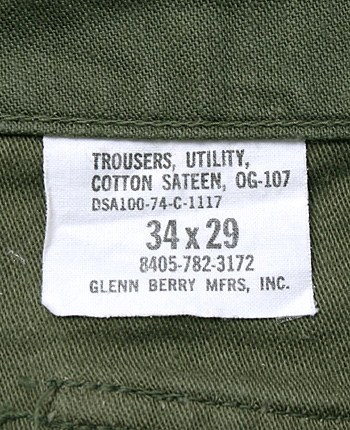 TROUSERS, UTILITY,
COTTON SATEEN, OG-107
DSA100-74-C-1117
34 x 29
8405-782-3172
GLENN BERRY MFRS, INC.